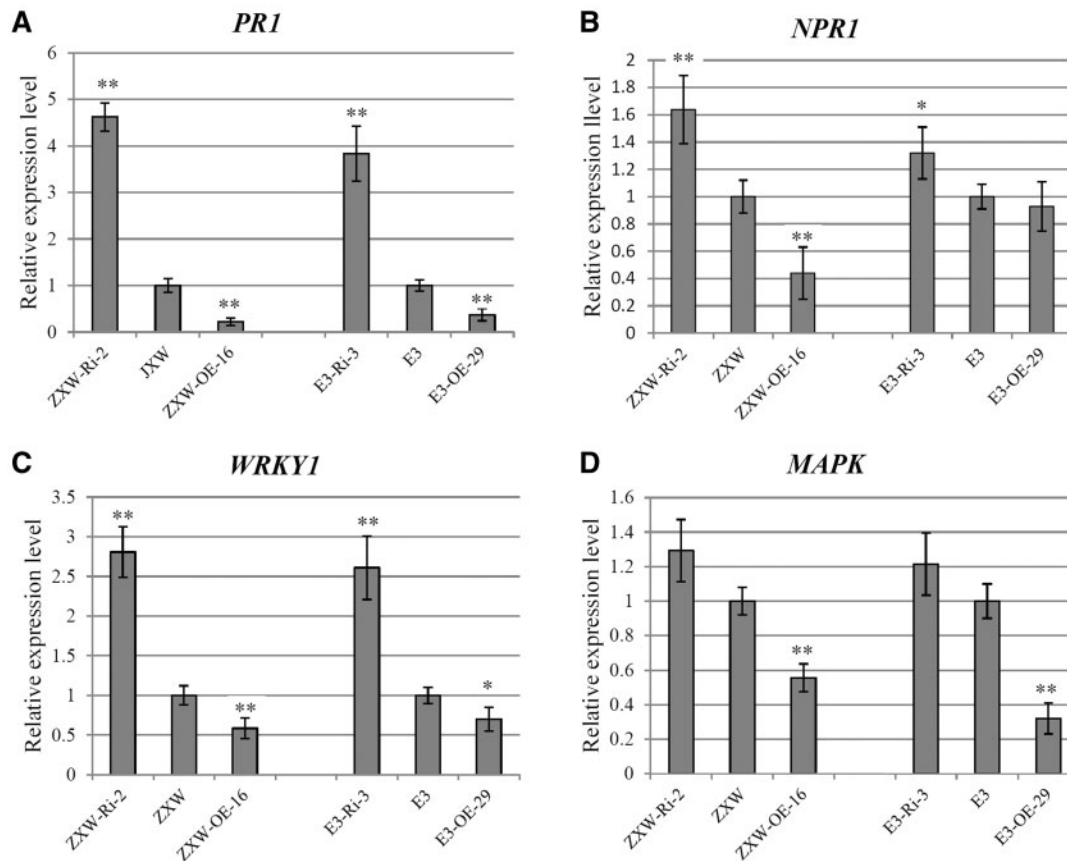 A
PR1
Relative expression level
6
5
4
3
2
1
0
**
**
**
**
ZXW-Ri-2
JXW
ZXW-OE-16
E3-Ri-3
E3
E3-OE-29
B
NPR1
Relative expression llevel
2
1.8
1.6
1.4
1.2
1
0.8
0.6
0.4
0.2
0
**
**
*
ZXW-Ri-2
ZXW
ZXW-OE-16
E3-Ri-3
E3
E3-OE-29
C
WRKY1
Relative expression level
3.5
3
2.5
2
1.5
1
0.5
0
**
**
**
*
ZXW-Ri-2
ZXW
ZXW-OE-16
E3-Ri-3
E3
E3-OE-29
D
MAPK
Relative expression level
1.6
1.4
1.2
1
0.8
0.6
0.4
0.2
0
**
**
ZXW-Ri-2
ZXW
ZXW-OE-16
E3-Ri-3
E3
E3-OE-29